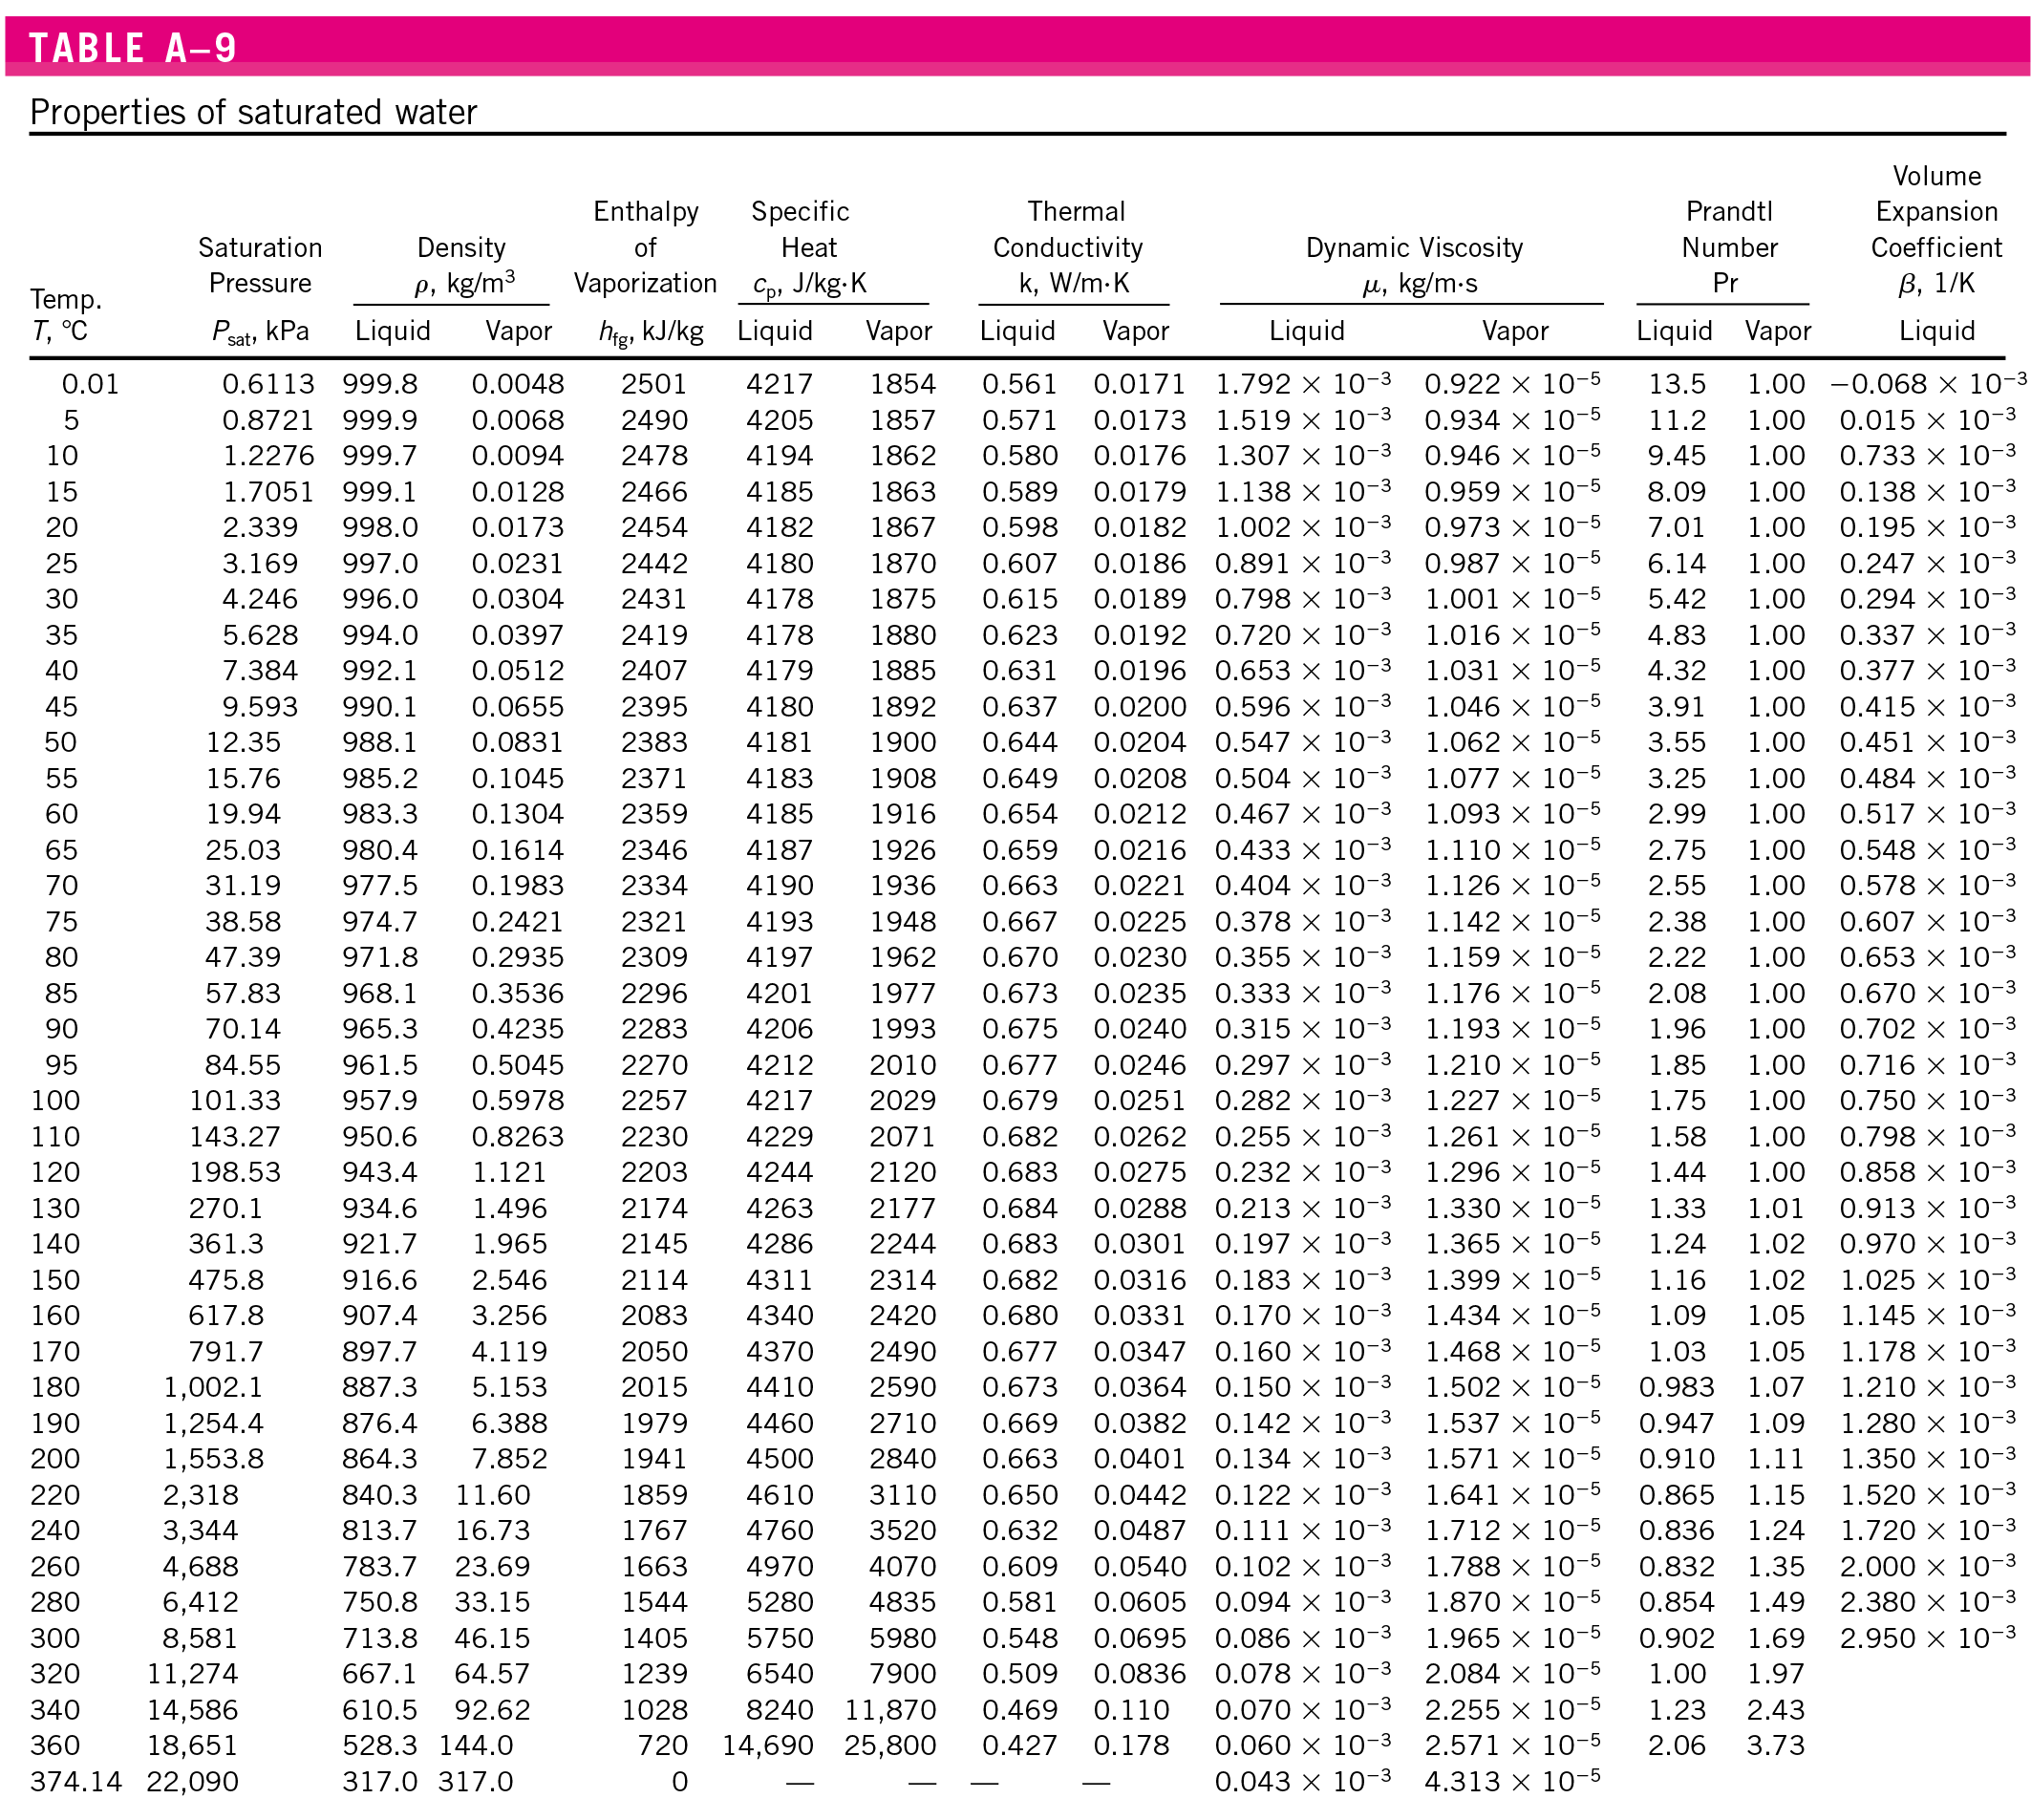 TABLE A–9
Properties of saturated water
Volume
Enthalpy Specific Thermal Prandtl Expansion
Saturation Density of Heat Conductivity Dynamic Viscosity Number Coefficient
Temp. Pressure ρ, kg/m³ Vaporization cₚ, J/kg·K k, W/m·K μ, kg/m·s Pr β, 1/K
T, °C P_sat, kPa Liquid Vapor h_fg, kJ/kg Liquid Vapor Liquid Vapor Liquid Vapor Liquid Vapor Liquid
0.01 0.6113 999.8 0.0048 2501 4217 1854 0.561 0.0171 1.792 × 10⁻³ 0.922 × 10⁻⁵ 13.5 1.00 −0.068 × 10⁻³
5 0.8721 999.9 0.0068 2490 4205 1857 0.571 0.0173 1.519 × 10⁻³ 0.934 × 10⁻⁵ 11.2 1.00 0.015 × 10⁻³
10 1.2276 999.7 0.0094 2478 4194 1862 0.580 0.0176 1.307 × 10⁻³ 0.946 × 10⁻⁵ 9.45 1.00 0.733 × 10⁻³
15 1.7051 999.1 0.0128 2466 4185 1863 0.589 0.0179 1.138 × 10⁻³ 0.959 × 10⁻⁵ 8.09 1.00 0.138 × 10⁻³
20 2.339 998.0 0.0173 2454 4182 1867 0.598 0.0182 1.002 × 10⁻³ 0.973 × 10⁻⁵ 7.01 1.00 0.195 × 10⁻³
25 3.169 997.0 0.0231 2442 4180 1870 0.607 0.0186 0.891 × 10⁻³ 0.987 × 10⁻⁵ 6.14 1.00 0.247 × 10⁻³
30 4.246 996.0 0.0304 2431 4178 1875 0.615 0.0189 0.798 × 10⁻³ 1.001 × 10⁻⁵ 5.42 1.00 0.294 × 10⁻³
35 5.628 994.0 0.0397 2419 4178 1880 0.623 0.0192 0.720 × 10⁻³ 1.016 × 10⁻⁵ 4.83 1.00 0.337 × 10⁻³
40 7.384 992.1 0.0512 2407 4179 1885 0.631 0.0196 0.653 × 10⁻³ 1.031 × 10⁻⁵ 4.32 1.00 0.377 × 10⁻³
45 9.593 990.1 0.0655 2395 4180 1892 0.637 0.0200 0.596 × 10⁻³ 1.046 × 10⁻⁵ 3.91 1.00 0.415 × 10⁻³
50 12.35 988.1 0.0831 2383 4181 1900 0.644 0.0204 0.547 × 10⁻³ 1.062 × 10⁻⁵ 3.55 1.00 0.451 × 10⁻³
55 15.76 985.2 0.1045 2371 4183 1908 0.649 0.0208 0.504 × 10⁻³ 1.077 × 10⁻⁵ 3.25 1.00 0.484 × 10⁻³
60 19.94 983.3 0.1304 2359 4185 1916 0.654 0.0212 0.467 × 10⁻³ 1.093 × 10⁻⁵ 2.99 1.00 0.517 × 10⁻³
65 25.03 980.4 0.1614 2346 4187 1926 0.659 0.0216 0.433 × 10⁻³ 1.110 × 10⁻⁵ 2.75 1.00 0.548 × 10⁻³
70 31.19 977.5 0.1983 2334 4190 1936 0.663 0.0221 0.404 × 10⁻³ 1.126 × 10⁻⁵ 2.55 1.00 0.578 × 10⁻³
75 38.58 974.7 0.2421 2321 4193 1948 0.667 0.0225 0.378 × 10⁻³ 1.142 × 10⁻⁵ 2.38 1.00 0.607 × 10⁻³
80 47.39 971.8 0.2935 2309 4197 1962 0.670 0.0230 0.355 × 10⁻³ 1.159 × 10⁻⁵ 2.22 1.00 0.653 × 10⁻³
85 57.83 968.1 0.3536 2296 4201 1977 0.673 0.0235 0.333 × 10⁻³ 1.176 × 10⁻⁵ 2.08 1.00 0.670 × 10⁻³
90 70.14 965.3 0.4235 2283 4206 1993 0.675 0.0240 0.315 × 10⁻³ 1.193 × 10⁻⁵ 1.96 1.00 0.702 × 10⁻³
95 84.55 961.5 0.5045 2270 4212 2010 0.677 0.0246 0.297 × 10⁻³ 1.210 × 10⁻⁵ 1.85 1.00 0.716 × 10⁻³
100 101.33 957.9 0.5978 2257 4217 2029 0.679 0.0251 0.282 × 10⁻³ 1.227 × 10⁻⁵ 1.75 1.00 0.750 × 10⁻³
110 143.27 950.6 0.8263 2230 4229 2071 0.682 0.0262 0.255 × 10⁻³ 1.261 × 10⁻⁵ 1.58 1.00 0.798 × 10⁻³
120 198.53 943.4 1.121 2203 4244 2120 0.683 0.0275 0.232 × 10⁻³ 1.296 × 10⁻⁵ 1.44 1.00 0.858 × 10⁻³
130 270.1 934.6 1.496 2174 4263 2177 0.684 0.0288 0.213 × 10⁻³ 1.330 × 10⁻⁵ 1.33 1.01 0.913 × 10⁻³
140 361.3 921.7 1.965 2145 4286 2244 0.683 0.0301 0.197 × 10⁻³ 1.365 × 10⁻⁵ 1.24 1.02 0.970 × 10⁻³
150 475.8 916.6 2.546 2114 4311 2314 0.682 0.0316 0.183 × 10⁻³ 1.399 × 10⁻⁵ 1.16 1.02 1.025 × 10⁻³
160 617.8 907.4 3.256 2083 4340 2420 0.680 0.0331 0.170 × 10⁻³ 1.434 × 10⁻⁵ 1.09 1.05 1.145 × 10⁻³
170 791.7 897.7 4.119 2050 4370 2490 0.677 0.0347 0.160 × 10⁻³ 1.468 × 10⁻⁵ 1.03 1.05 1.178 × 10⁻³
180 1,002.1 887.3 5.153 2015 4410 2590 0.673 0.0364 0.150 × 10⁻³ 1.502 × 10⁻⁵ 0.983 1.07 1.210 × 10⁻³
190 1,254.4 876.4 6.388 1979 4460 2710 0.669 0.0382 0.142 × 10⁻³ 1.537 × 10⁻⁵ 0.947 1.09 1.280 × 10⁻³
200 1,553.8 864.3 7.852 1941 4500 2840 0.663 0.0401 0.134 × 10⁻³ 1.571 × 10⁻⁵ 0.910 1.11 1.350 × 10⁻³
220 2,318 840.3 11.60 1859 4610 3110 0.650 0.0442 0.122 × 10⁻³ 1.641 × 10⁻⁵ 0.865 1.15 1.520 × 10⁻³
240 3,344 813.7 16.73 1767 4760 3520 0.632 0.0487 0.111 × 10⁻³ 1.712 × 10⁻⁵ 0.836 1.24 1.720 × 10⁻³
260 4,688 783.7 23.69 1663 4970 4070 0.609 0.0540 0.102 × 10⁻³ 1.788 × 10⁻⁵ 0.832 1.35 2.000 × 10⁻³
280 6,412 750.8 33.15 1544 5280 4835 0.581 0.0605 0.094 × 10⁻³ 1.870 × 10⁻⁵ 0.854 1.49 2.380 × 10⁻³
300 8,581 713.8 46.15 1405 5750 5980 0.548 0.0695 0.086 × 10⁻³ 1.965 × 10⁻⁵ 0.902 1.69 2.950 × 10⁻³
320 11,274 667.1 64.57 1239 6540 7900 0.509 0.0836 0.078 × 10⁻³ 2.084 × 10⁻⁵ 1.00 1.97
340 14,586 610.5 92.62 1028 8240 11,870 0.469 0.110 0.070 × 10⁻³ 2.255 × 10⁻⁵ 1.23 2.43
360 18,651 528.3 144.0 720 14,690 25,800 0.427 0.178 0.060 × 10⁻³ 2.571 × 10⁻⁵ 2.06 3.73
374.14 22,090 317.0 317.0 0 — — — — 0.043 × 10⁻³ 4.313 × 10⁻⁵